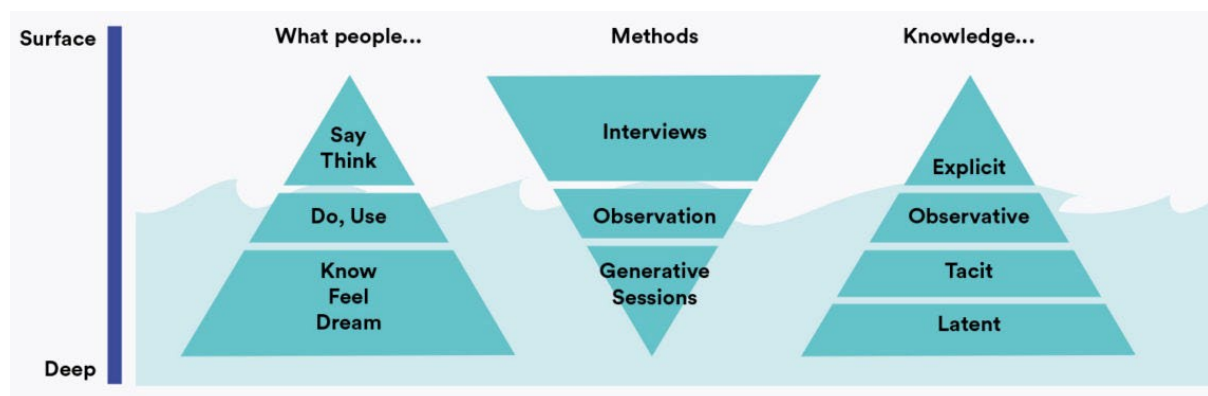 Surface
What people...
Methods
Knowledge...
Say
Think
Interviews
Explicit
Do, Use
Observation
Observative
Know
Feel
Dream
Generative
Sessions
Tacit
Latent
Deep